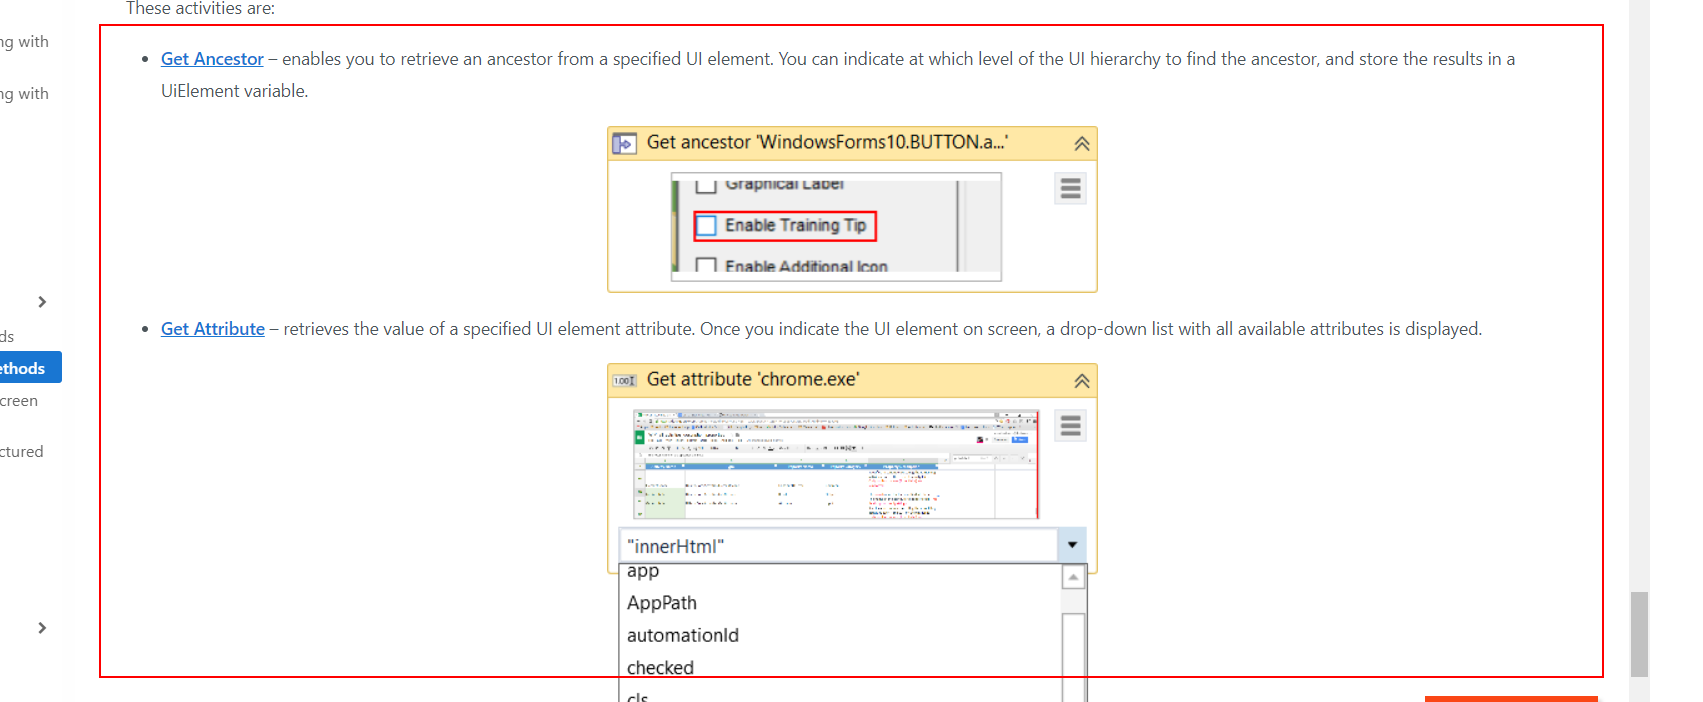 These activities are:
ng with
ng with
ds
ethods
creen
ctured
Get Ancestor – enables you to retrieve an ancestor from a specified UI element. You can indicate at which level of the UI hierarchy to find the ancestor, and store the results in a
UiElement variable.
Get ancestor 'WindowsForms10.BUTTON.a...'
Graphical Label
Enable Training Tip
Enable Additional Icon
Get Attribute – retrieves the value of a specified UI element attribute. Once you indicate the UI element on screen, a drop-down list with all available attributes is displayed.
Get attribute 'chrome.exe'
"innerHtml"
app
AppPath
automationId
checked
cls